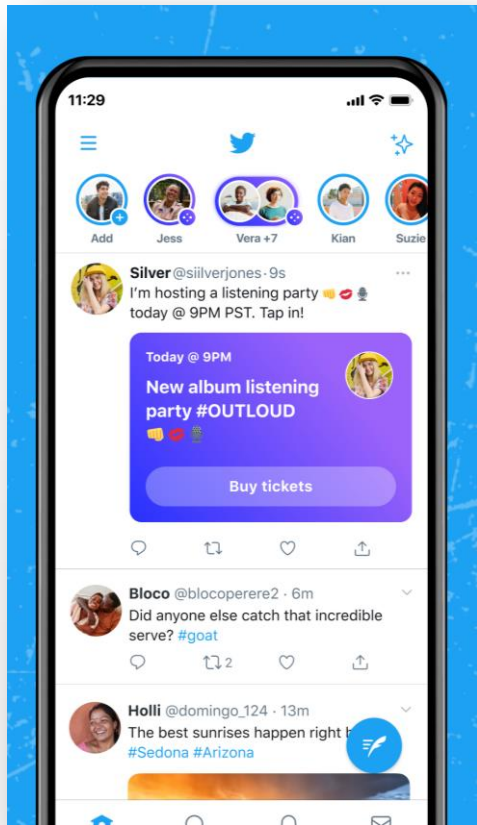 11:29
Add Jess Vera +7 Kian Suzie
Silver @siilverjones · 9s
I'm hosting a listening party 👊💋🎙️
today @ 9PM PST. Tap in!
Today @ 9PM
New album listening
party #OUTLOUD
👊💋🎙️
Buy tickets
Bloco @blocoperere2 · 6m
Did anyone else catch that incredible
serve? #goat
2
Holli @domingo_124 · 13m
The best sunrises happen right
#Sedona #Arizona